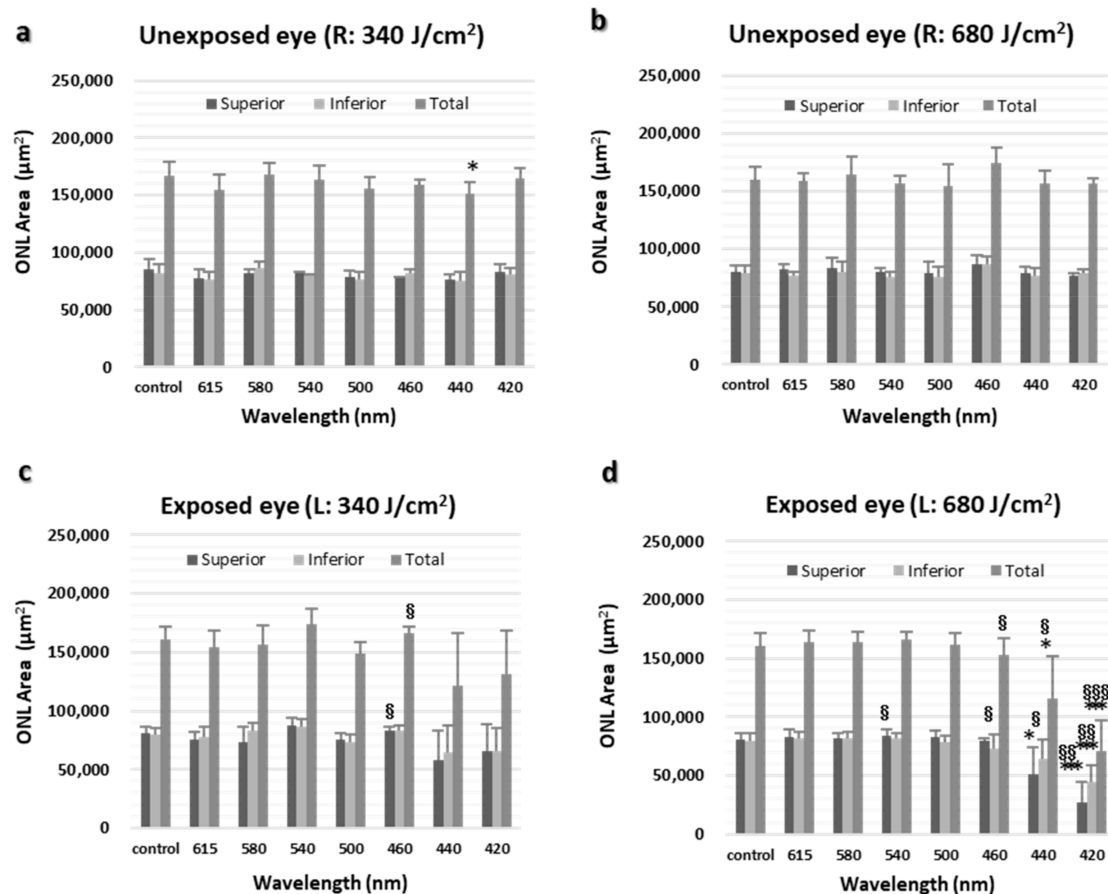 a
Unexposed eye (R: 340 J/cm²)
250,000
200,000
150,000
100,000
50,000
0
ONL Area (µm²)
Superior Inferior Total
*
control 615 580 540 500 460 440 420
Wavelength (nm)
b
Unexposed eye (R: 680 J/cm²)
250,000
200,000
150,000
100,000
50,000
0
ONL Area (µm²)
Superior Inferior Total
control 615 580 540 500 460 440 420
Wavelength (nm)
c
Exposed eye (L: 340 J/cm²)
250,000
200,000
150,000
100,000
50,000
0
ONL Area (µm²)
Superior Inferior Total
§
§
control 615 580 540 500 460 440 420
Wavelength (nm)
d
Exposed eye (L: 680 J/cm²)
250,000
200,000
150,000
100,000
50,000
0
ONL Area (µm²)
Superior Inferior Total
§ §
*
§§§
***
§ § §
*
§§
***
§§
***
control 615 580 540 500 460 440 420
Wavelength (nm)